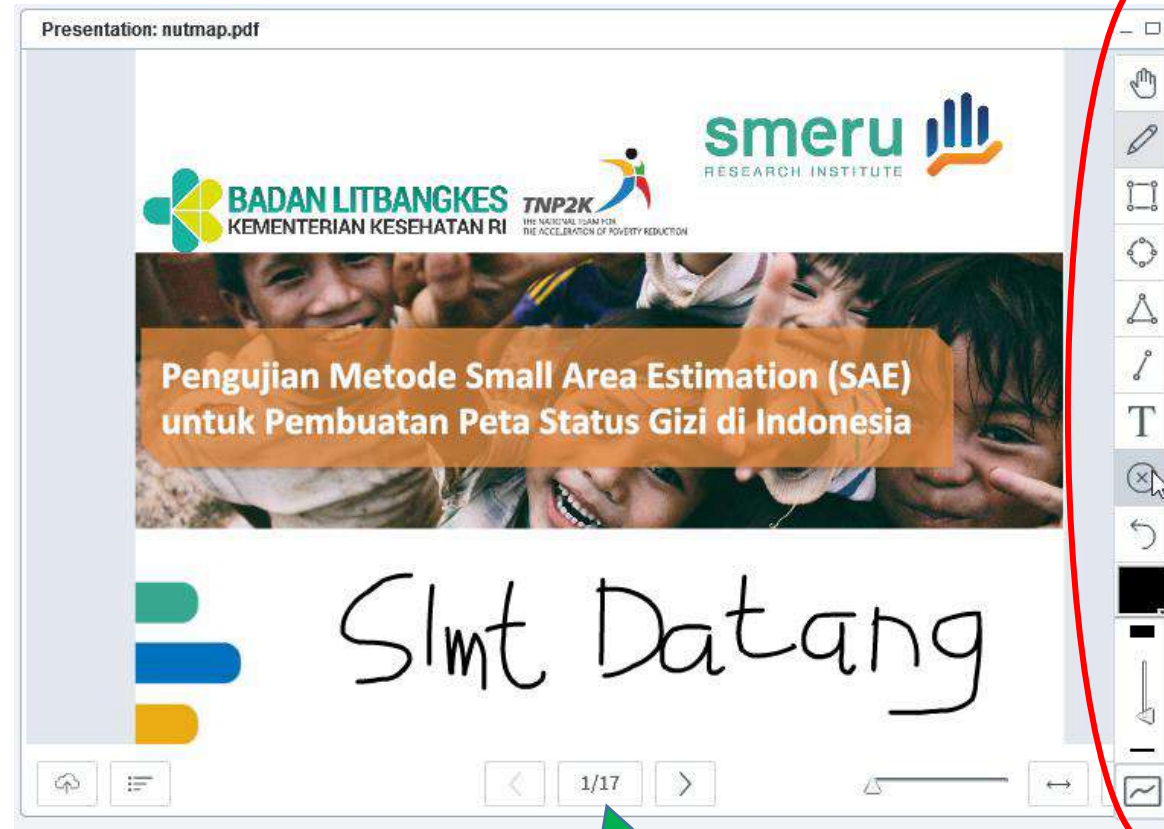 Presentation: nutmap.pdf
smeru
RESEARCH INSTITUTE
BADAN LITBANGKES
KEMENTERIAN KESEHATAN RI
TNP2K
THE NATIONAL TEAM FOR
THE ACCELERATION OF POVERTY REDUCTION
Pengujian Metode Small Area Estimation (SAE)
untuk Pembuatan Peta Status Gizi di Indonesia
Slmt Datang
T
1/17